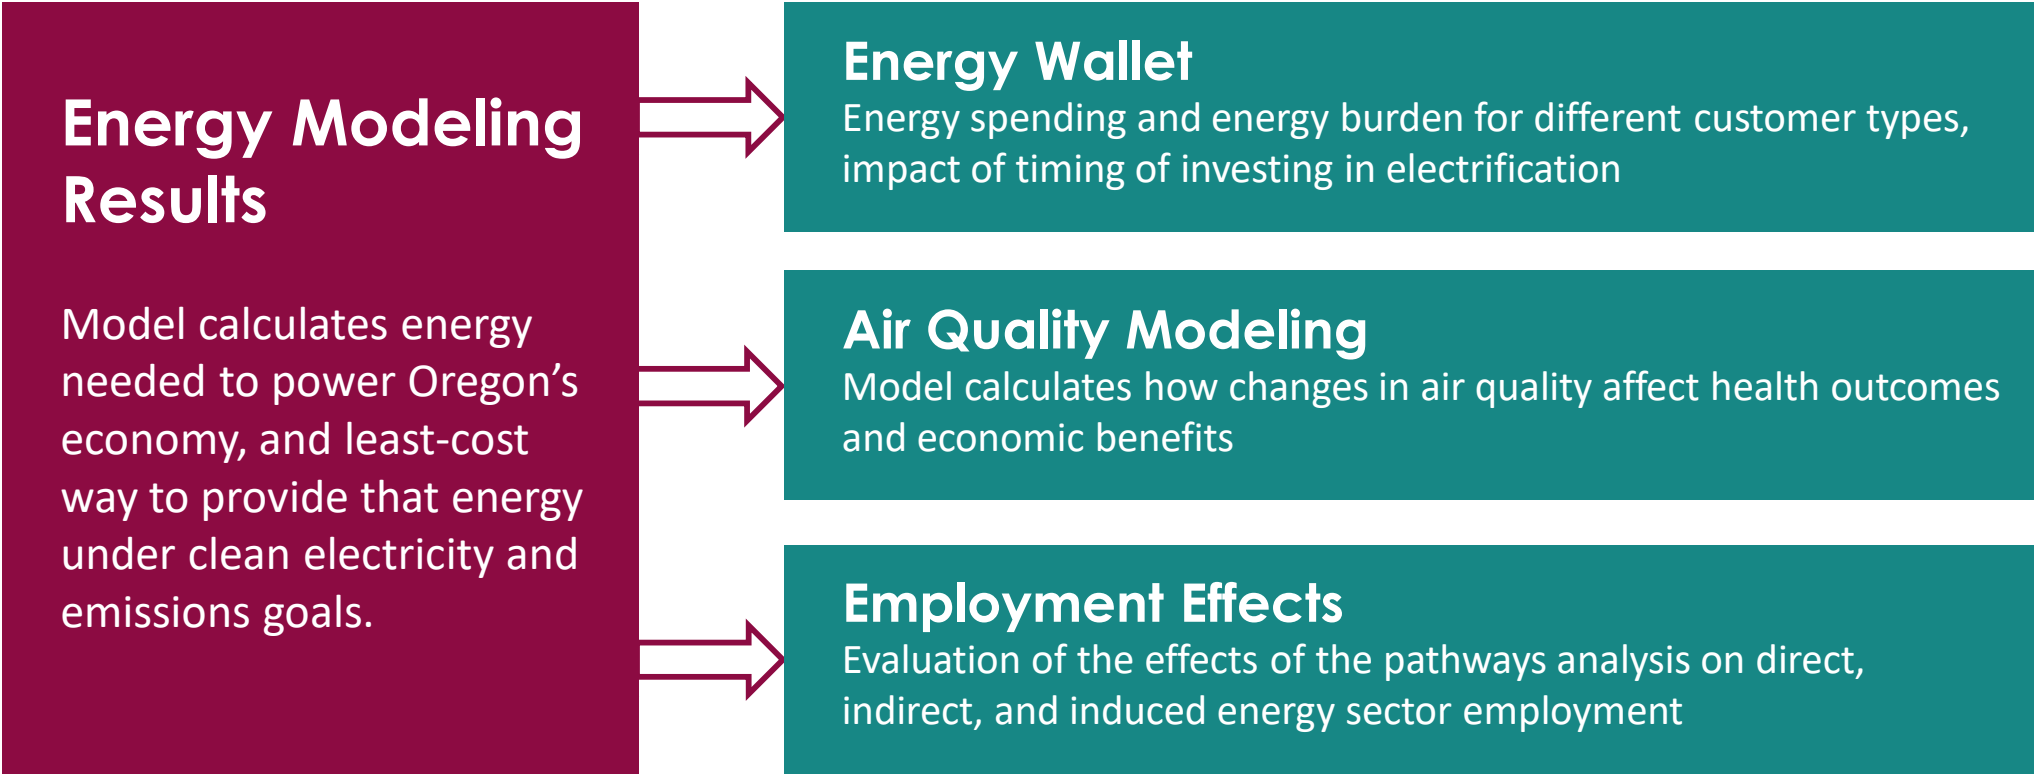 Energy Modeling
Results
Model calculates energy
needed to power Oregon’s
economy, and least-cost
way to provide that energy
under clean electricity and
emissions goals.
Energy Wallet
Energy spending and energy burden for different customer types,
impact of timing of investing in electrification
Air Quality Modeling
Model calculates how changes in air quality affect health outcomes
and economic benefits
Employment Effects
Evaluation of the effects of the pathways analysis on direct,
indirect, and induced energy sector employment